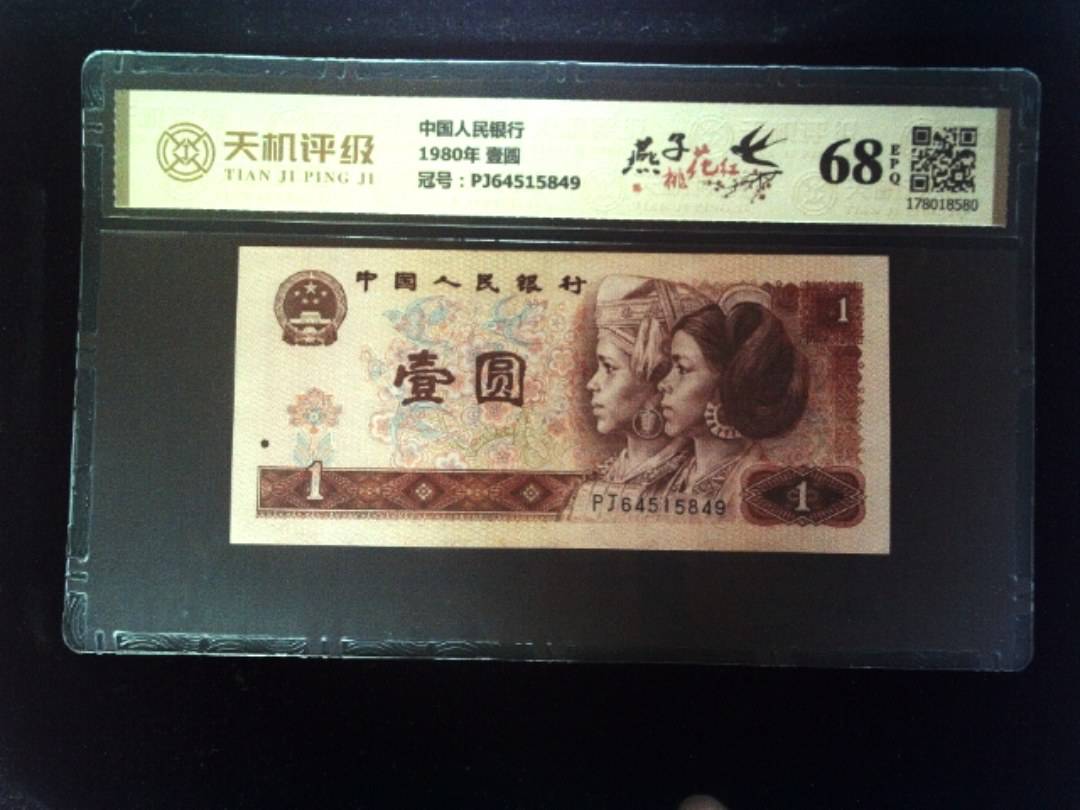 天机评级
TIAN JI PING JI
中国人民银行
1980年 壹圆
冠号：PJ64515849
燕子
桃花红
68
EPQ
178018580
中国人民银行
1
壹圆
1
PJ64515849
1